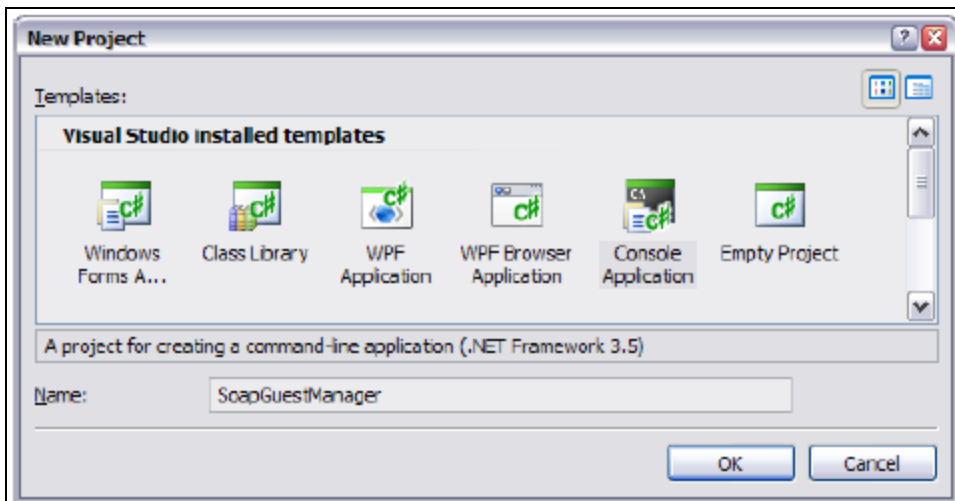 New Project
Templates:
Visual Studio installed templates
Windows Forms A...
Class Library
WPF Application
WPF Browser Application
Console Application
Empty Project
A project for creating a command-line application (.NET Framework 3.5)
Name: SoapGuestManager
OK Cancel